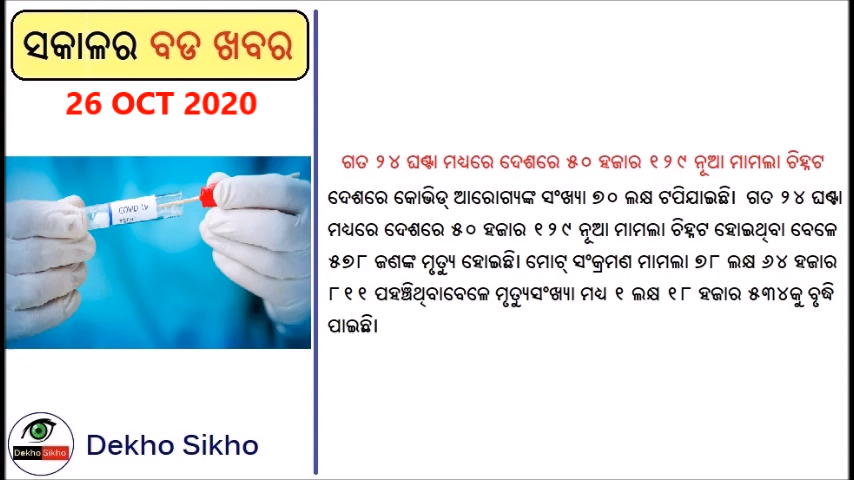 ସକାଳର ବଡ ଖବର
26 OCT 2020
ଗତ ୨୪ ଘଣ୍ଟା ମଧ୍ୟରେ ଦେଶରେ ୫୦ ହଜାର ୧୨୯ ନୂଆ ମାମଲା ଚିହ୍ନଟ
ଦେଶରେ କୋଭିଡ୍ ଆରୋଗ୍ୟଙ୍କ ସଂଖ୍ୟା ୭୦ ଲକ୍ଷ ଟପିଯାଇଛି। ଗତ ୨୪ ଘଣ୍ଟା
ମଧ୍ୟରେ ଦେଶରେ ୫୦ ହଜାର ୧୨୯ ନୂଆ ମାମଲା ଚିହ୍ନଟ ହୋଇଥିବା ବେଳେ
୫୭୮ ଜଣଙ୍କ ମୃତ୍ୟୁ ହୋଇଛି। ମୋଟ୍ ସଂକ୍ରମଣ ମାମଲା ୭୮ ଲକ୍ଷ ୬୪ ହଜାର
୮୧୧ ପହଞ୍ଚିଥିବାବେଳେ ମୃତ୍ୟୁସଂଖ୍ୟା ମଧ୍ୟ ୧ ଲକ୍ଷ ୧୮ ହଜାର ୫୩୪କୁ ବୃଦ୍ଧି
ପାଇଛି।
COVID-19
Dekho Sikho
Dekho Sikho